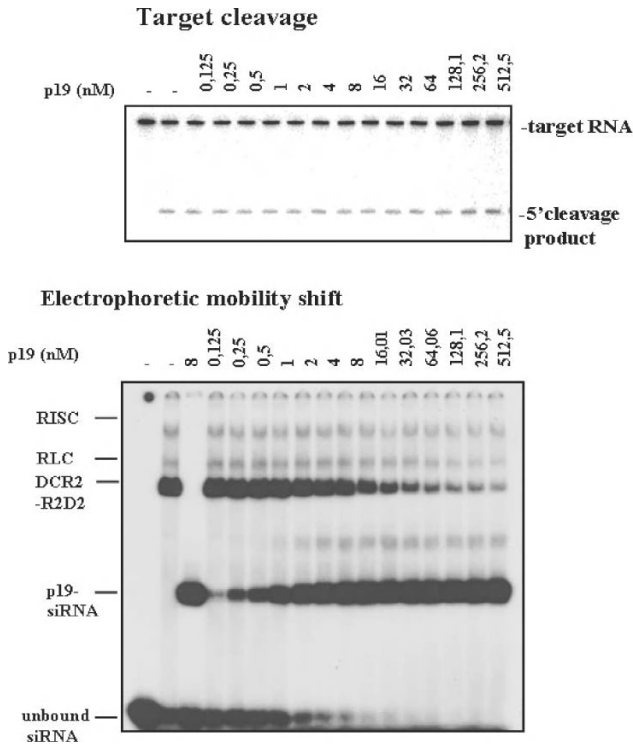 Target cleavage
p19 (nM) - - 0,125 0,25 0,5 1 2 4 8 16 32 64 128,1 256,2 512,5
-target RNA
-5'cleavage
product
Electrophoretic mobility shift
p19 (nM) - - 8 0,125 0,25 0,5 1 2 4 8 16,01 32,03 64,06 128,1 256,2 512,5
RISC
RLC
DCR2
-R2D2
p19-
siRNA
unbound
siRNA